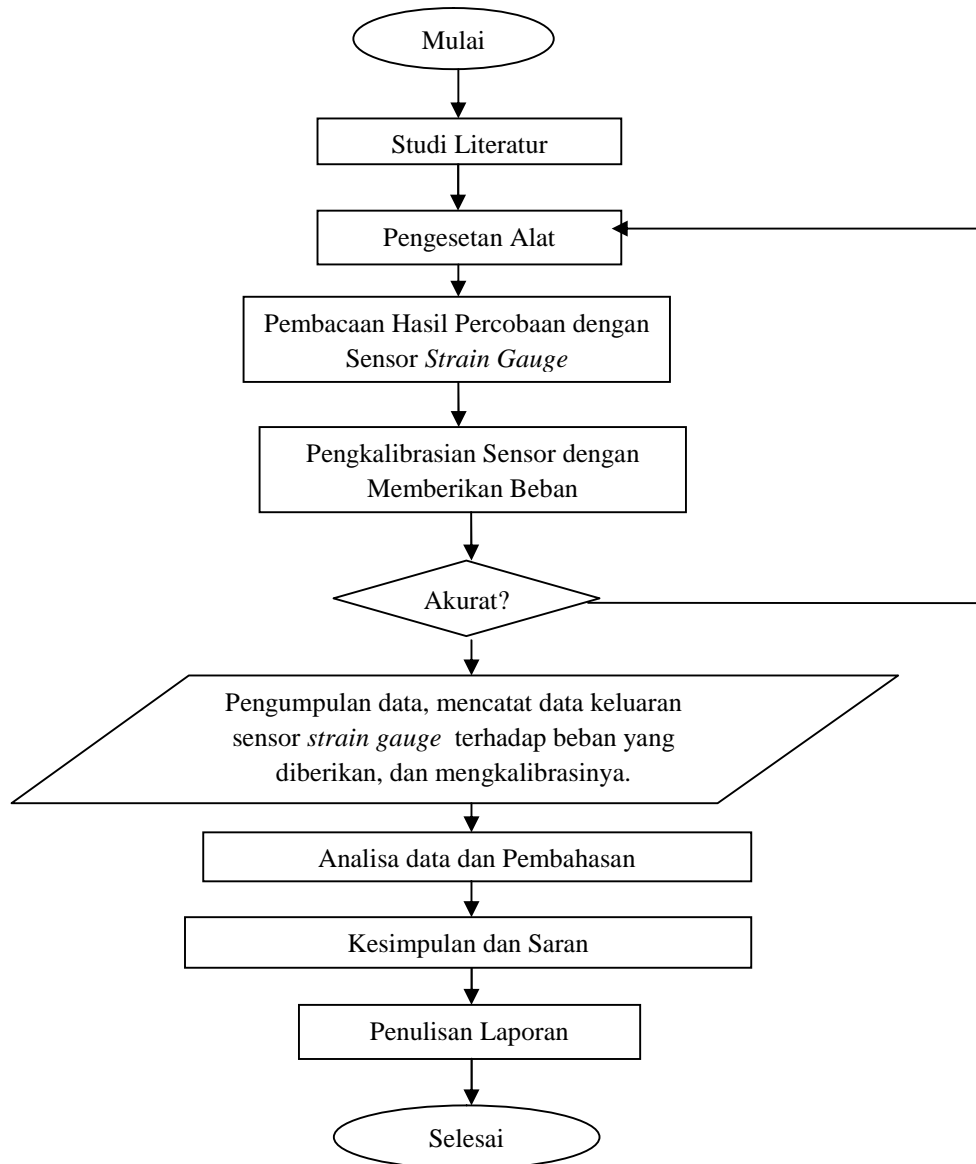 Mulai
Studi Literatur
Pengesetan Alat
Pembacaan Hasil Percobaan dengan
Sensor Strain Gauge
Pengkalibrasian Sensor dengan
Memberikan Beban
Akurat?
Pengumpulan data, mencatat data keluaran
sensor strain gauge terhadap beban yang
diberikan, dan mengkalibrasinya.
Analisa data dan Pembahasan
Kesimpulan dan Saran
Penulisan Laporan
Selesai